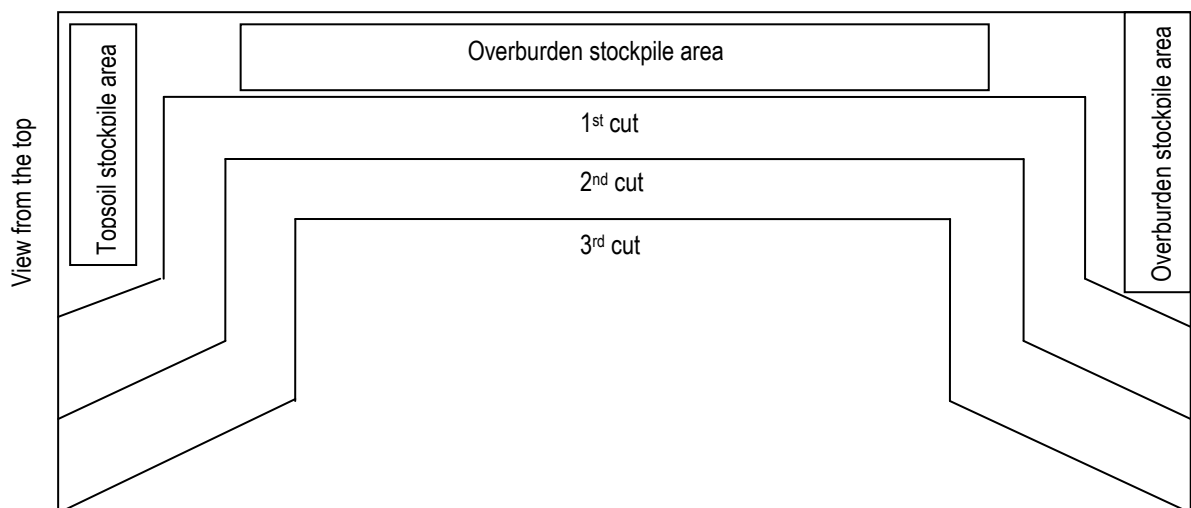 Overburden stockpile area
1st cut
2nd cut
3rd cut
View from the top
Topsoil stockpile area
Overburden stockpile area